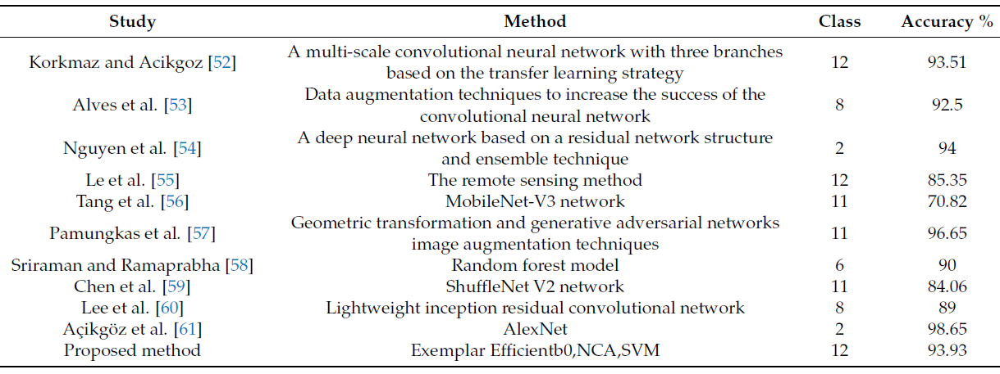 Study Method Class Accuracy %
Korkmaz and Acikgoz [52] A multi-scale convolutional neural network with three branches
based on the transfer learning strategy 12 93.51
Alves et al. [53] Data augmentation techniques to increase the success of the
convolutional neural network 8 92.5
Nguyen et al. [54] A deep neural network based on a residual network structure
and ensemble technique 2 94
Le et al. [55] The remote sensing method 12 85.35
Tang et al. [56] MobileNet-V3 network 11 70.82
Pamungkas et al. [57] Geometric transformation and generative adversarial networks
image augmentation techniques 11 96.65
Sriraman and Ramaprabha [58] Random forest model 6 90
Chen et al. [59] ShuffleNet V2 network 11 84.06
Lee et al. [60] Lightweight inception residual convolutional network 8 89
Açikgöz et al. [61] AlexNet 2 98.65
Proposed method Exemplar Efficientb0,NCA,SVM 12 93.93